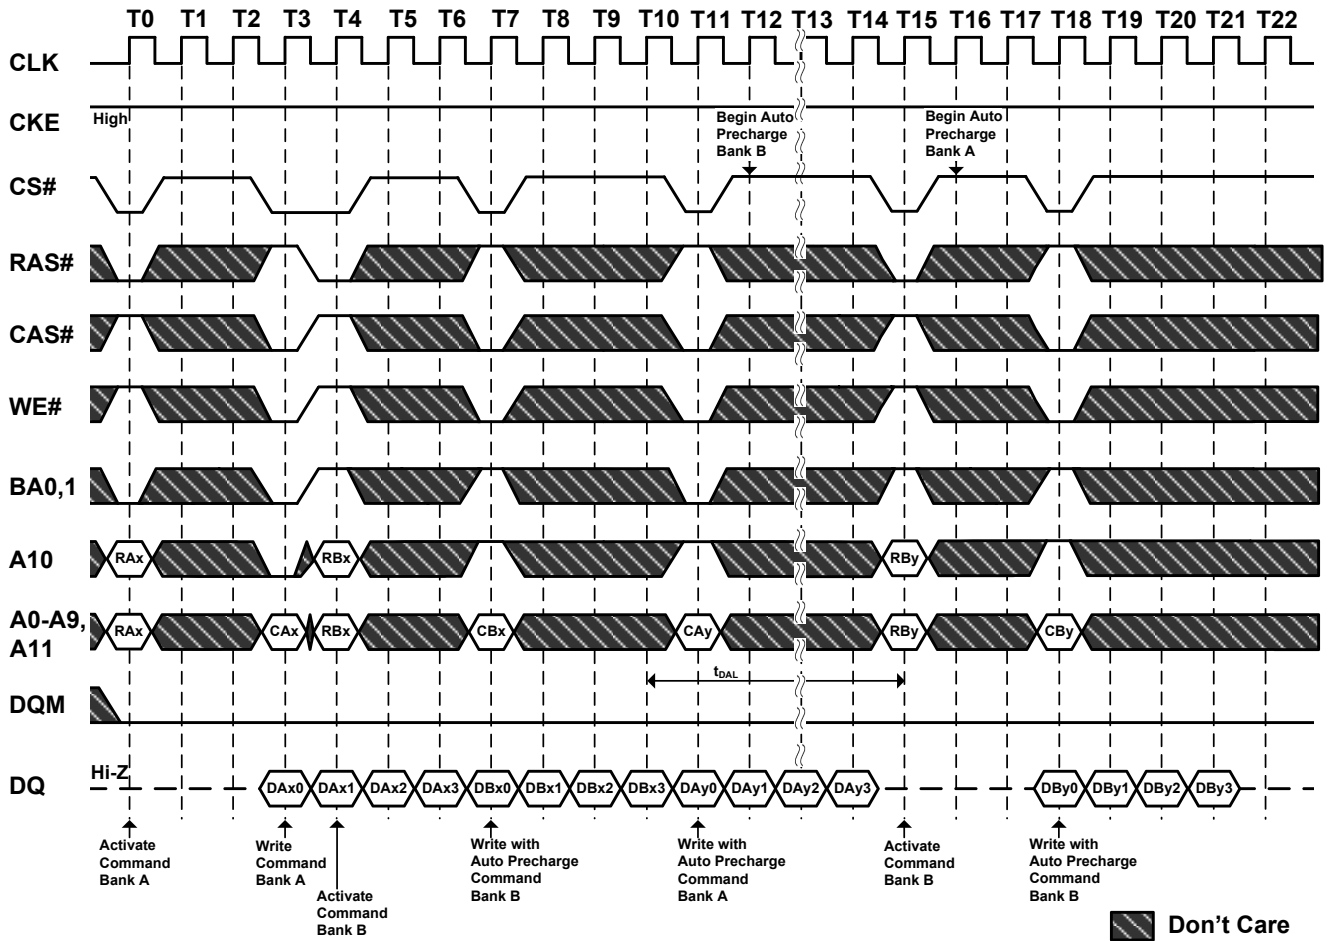 T0 T1 T2 T3 T4 T5 T6 T7 T8 T9 T10 T11 T12 T13 T14 T15 T16 T17 T18 T19 T20 T21 T22
CLK
CKE
High
Begin Auto
Precharge
Bank B
Begin Auto
Precharge
Bank A
CS#
RAS#
CAS#
WE#
BA0,1
A10
RAx RBx RBy
A0-A9,
A11
RAx CAx RBx CBx CAy RBy CBy
tDAL
DQM
Hi-Z
DQ
DAx0 DAx1 DAx2 DAx3 DBx0 DBx1 DBx2 DBx3 DAy0 DAy1 DAy2 DAy3 DBy0 DBy1 DBy2 DBy3
Activate
Command
Bank A
Write
Command
Bank A
Activate
Command
Bank B
Write with
Auto Precharge
Command
Bank B
Write with
Auto Precharge
Command
Bank A
Activate
Command
Bank B
Write with
Auto Precharge
Command
Bank B
Don't Care